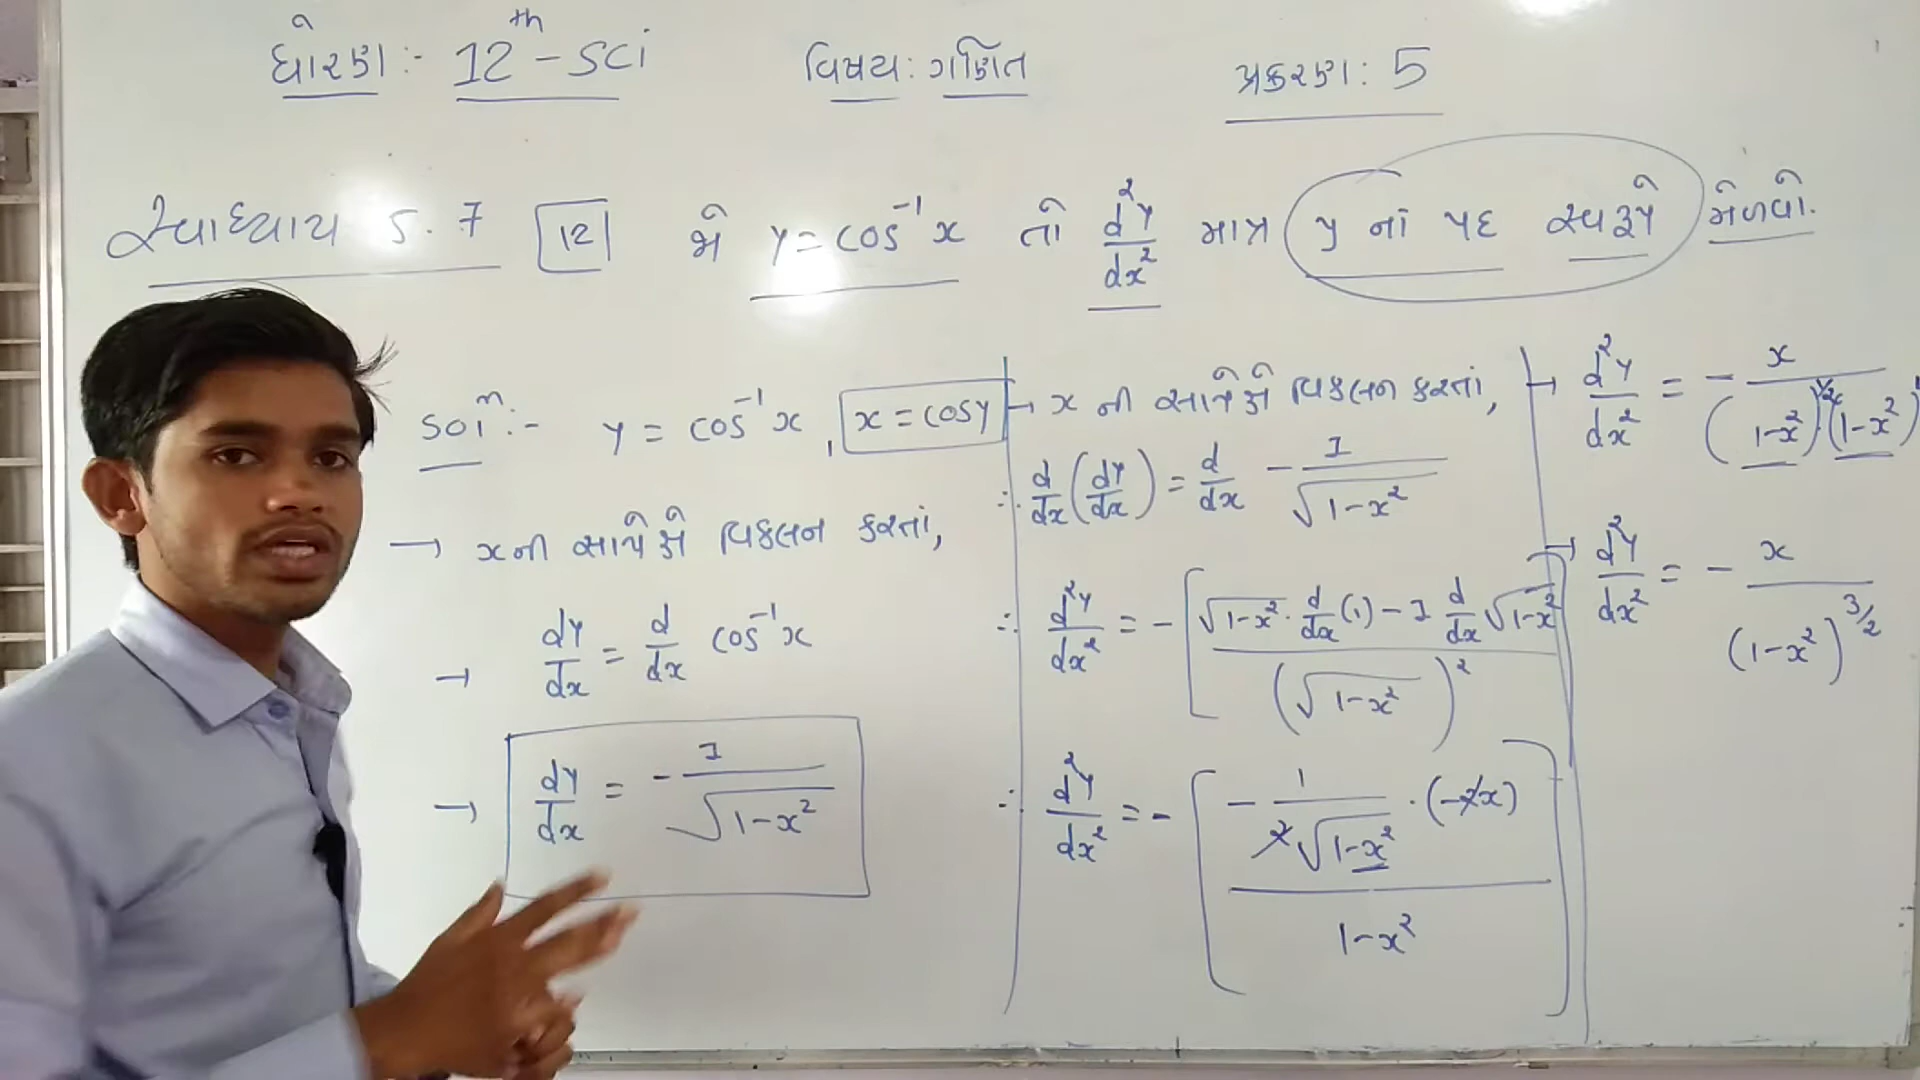 ધોરણ :- 12th - SCi
વિષય : ગણિત
પ્રકરણ : 5
સ્વાધ્યાય 5.7 12 જો y = cos⁻¹x તો d²y/dx² માત્ર y નાં પદ સ્વરૂપે મેળવો.
Solⁿ :- y = cos⁻¹x , x = cosy
→ x ની સાપેક્ષે વિકલન કરતાં,
→ dy/dx = d/dx cos⁻¹x
→ dy/dx = - 1/√(1-x²)
→ x ની સાપેક્ષે વિકલન કરતાં,
∴ d/dx (dy/dx) = d/dx - 1/√(1-x²)
∴ d²y/dx² = - [ (√(1-x²) · d/dx (1) - 1 d/dx √(1-x²)) / (√(1-x²))² ]
∴ d²y/dx² = - [ (- 1/(2√(1-x²)) · (-2x)) / (1-x²) ]
→ d²y/dx² = - x/((1-x²)^½ (1-x²)¹)
→ d²y/dx² = - x/(1-x²)^3/2